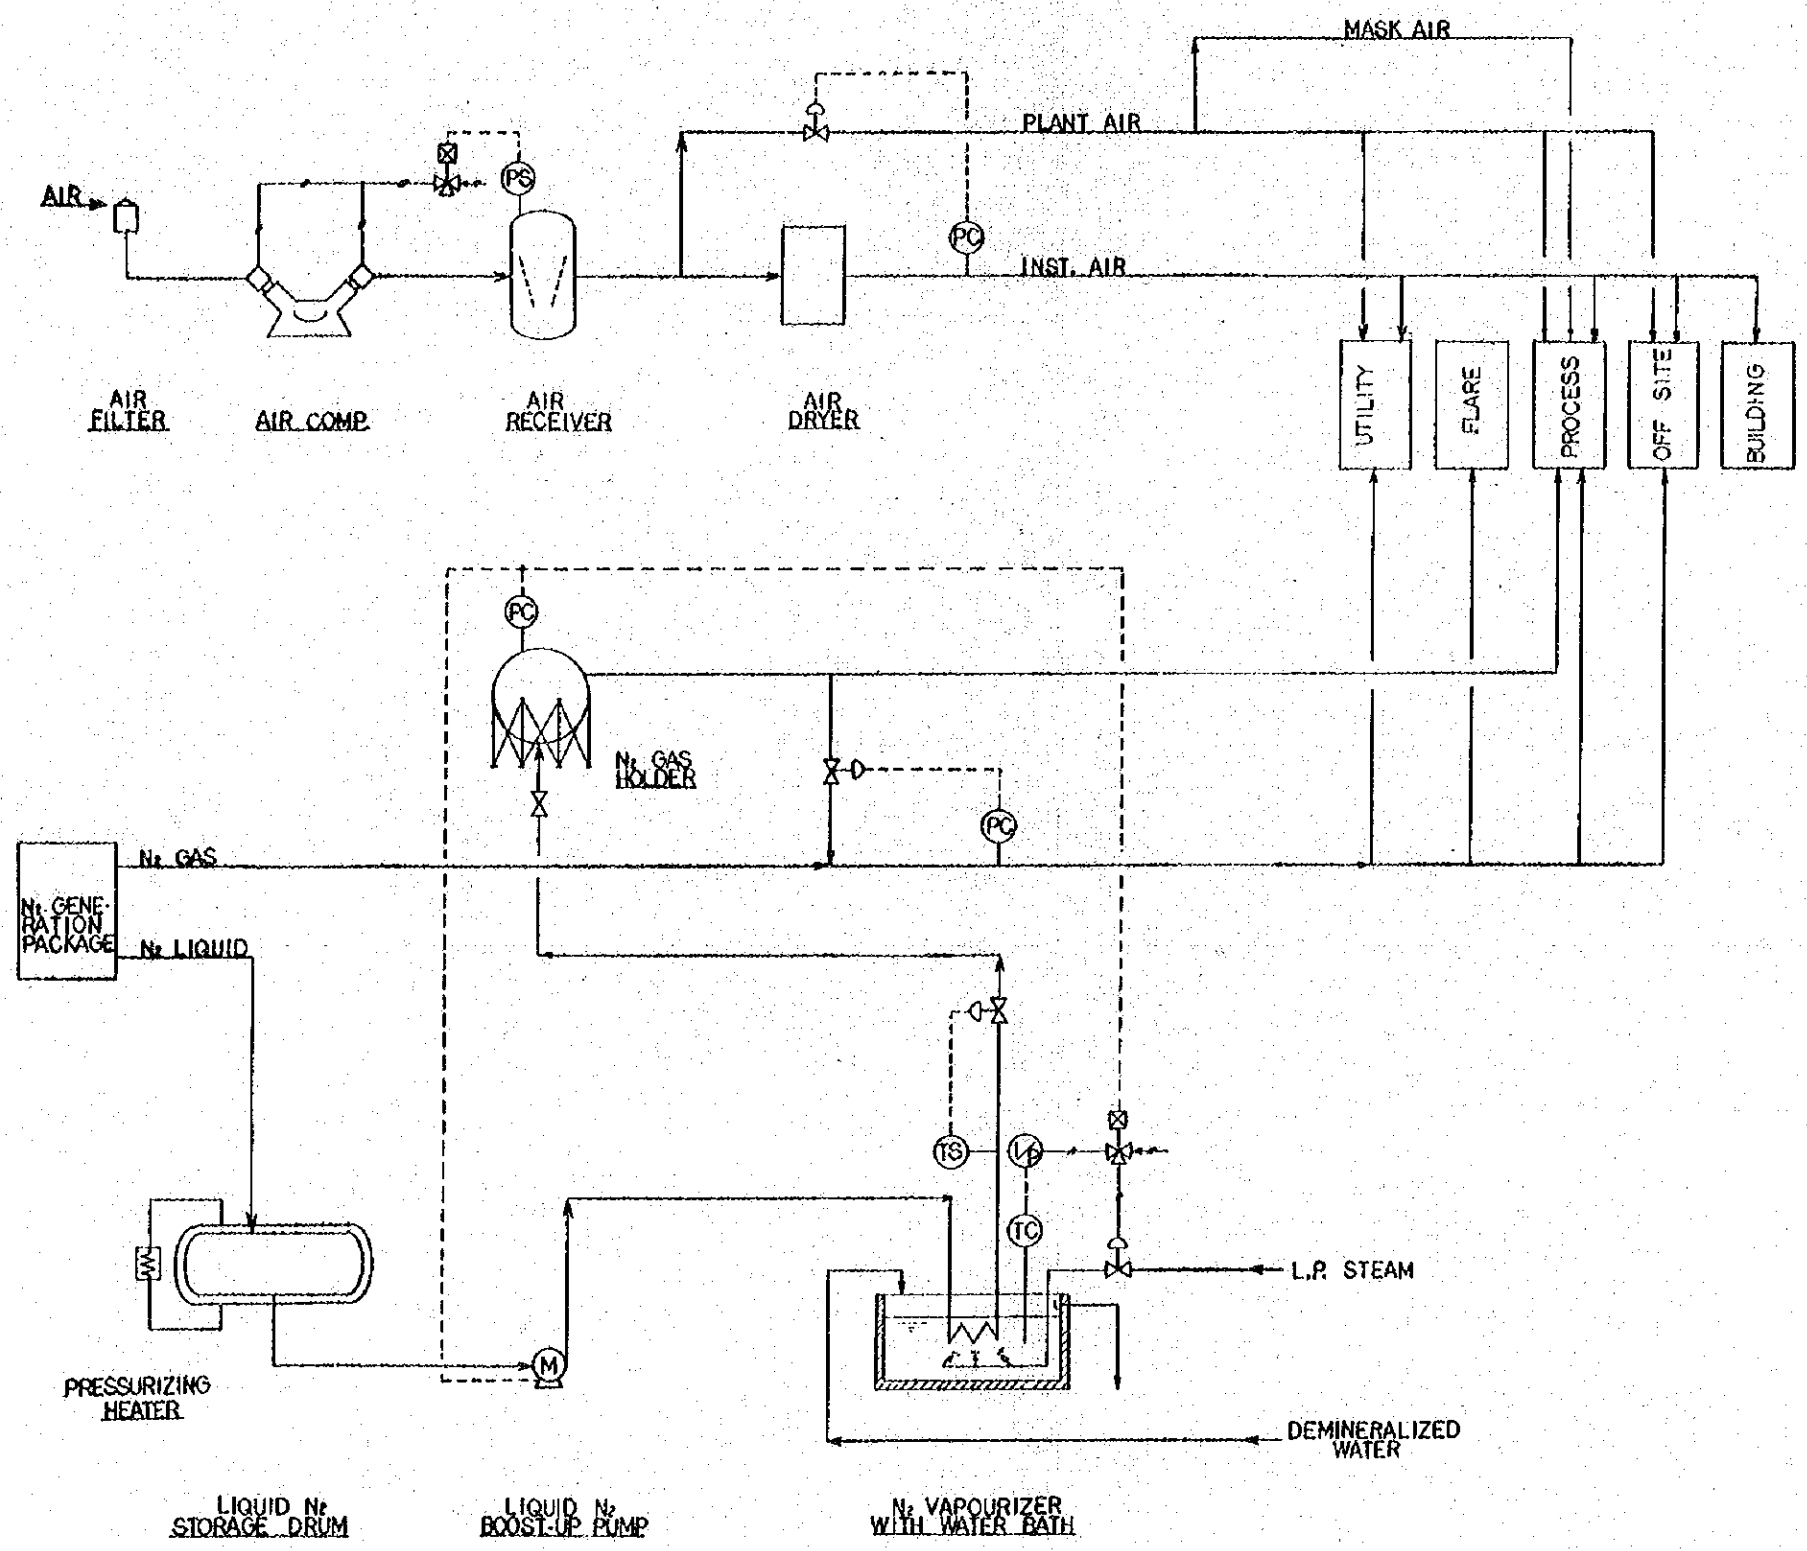 MASK AIR
PLANT AIR
PS
AIR
PC
INST. AIR
AIR
FILTER
AIR COMP.
AIR
RECEIVER
AIR
DRYER
UTILITY
FLARE
PROCESS
OFF SITE
BUILDING
PC
N₂ GAS
HOLDER
PC
N₂ GAS
N₂ GENE-
RATION
PACKAGE
N₂ LIQUID
TS
I/P
TC
L.P. STEAM
M
PRESSURIZING
HEATER
DEMINERALIZED
WATER
LIQUID N₂
STORAGE DRUM
LIQUID N₂
BOOST-UP PUMP
N₂ VAPOURIZER
WITH WATER BATH